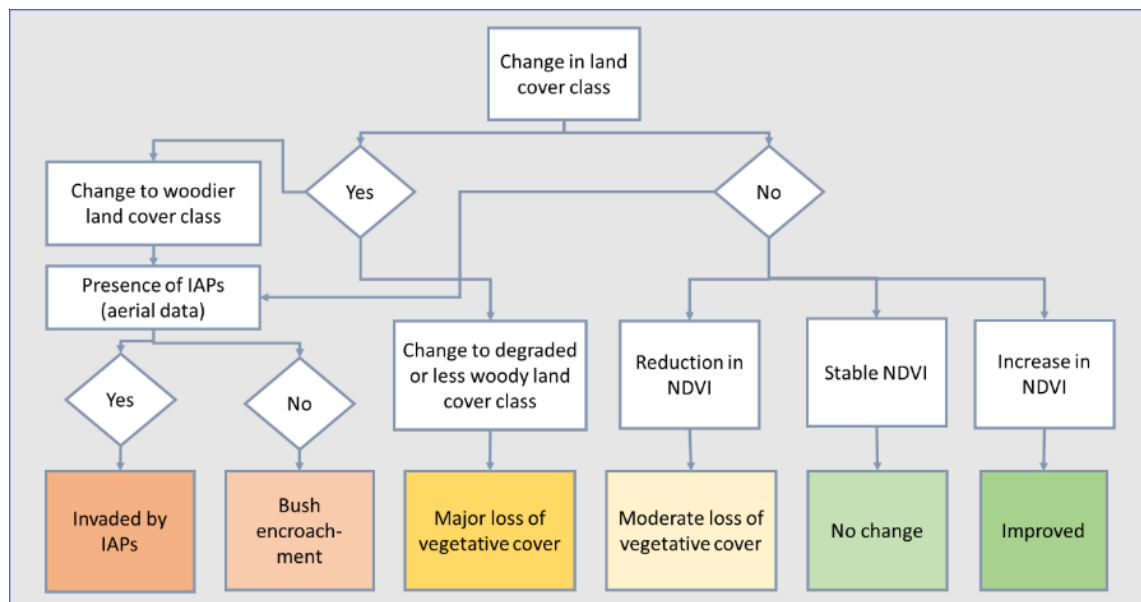 Change in land
cover class
Yes
No
Change to woodier
land cover class
Presence of IAPs
(aerial data)
Yes
No
Change to degraded
or less woody land
cover class
Reduction in
NDVI
Stable NDVI
Increase in
NDVI
Invaded by
IAPs
Bush
encroach-
ment
Major loss of
vegetative cover
Moderate loss of
vegetative cover
No change
Improved